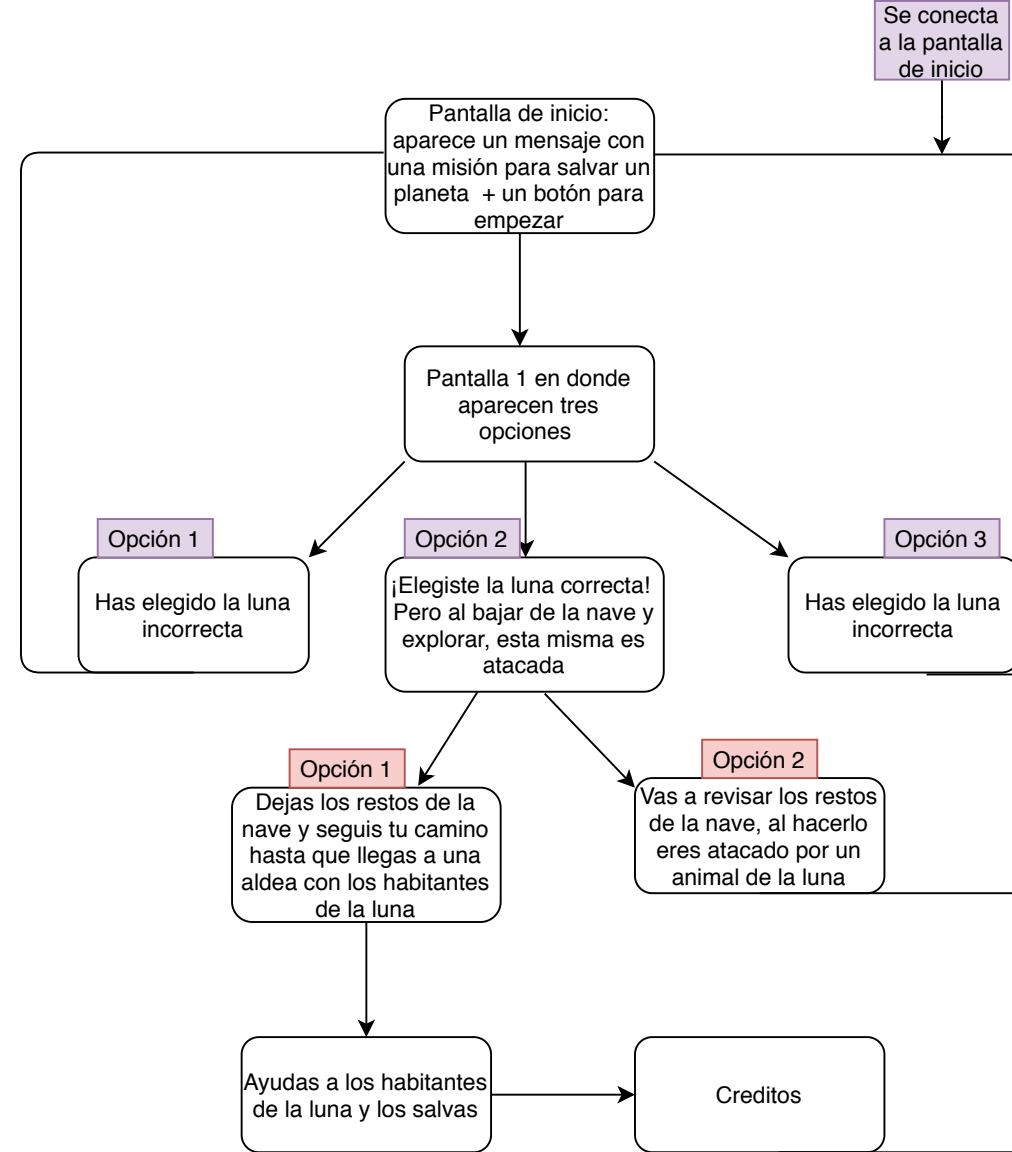 Se conecta
a la pantalla
de inicio
Pantalla de inicio:
aparece un mensaje con
una misión para salvar un
planeta + un botón para
empezar
Pantalla 1 en donde
aparecen tres
opciones
Opción 1
Has elegido la luna
incorrecta
Opción 2
¡Elegiste la luna correcta!
Pero al bajar de la nave y
explorar, esta misma es
atacada
Opción 3
Has elegido la luna
incorrecta
Opción 1
Dejas los restos de la
nave y seguis tu camino
hasta que llegas a una
aldea con los habitantes
de la luna
Opción 2
Vas a revisar los restos
de la nave, al hacerlo
eres atacado por un
animal de la luna
Ayudas a los habitantes
de la luna y los salvas
Creditos